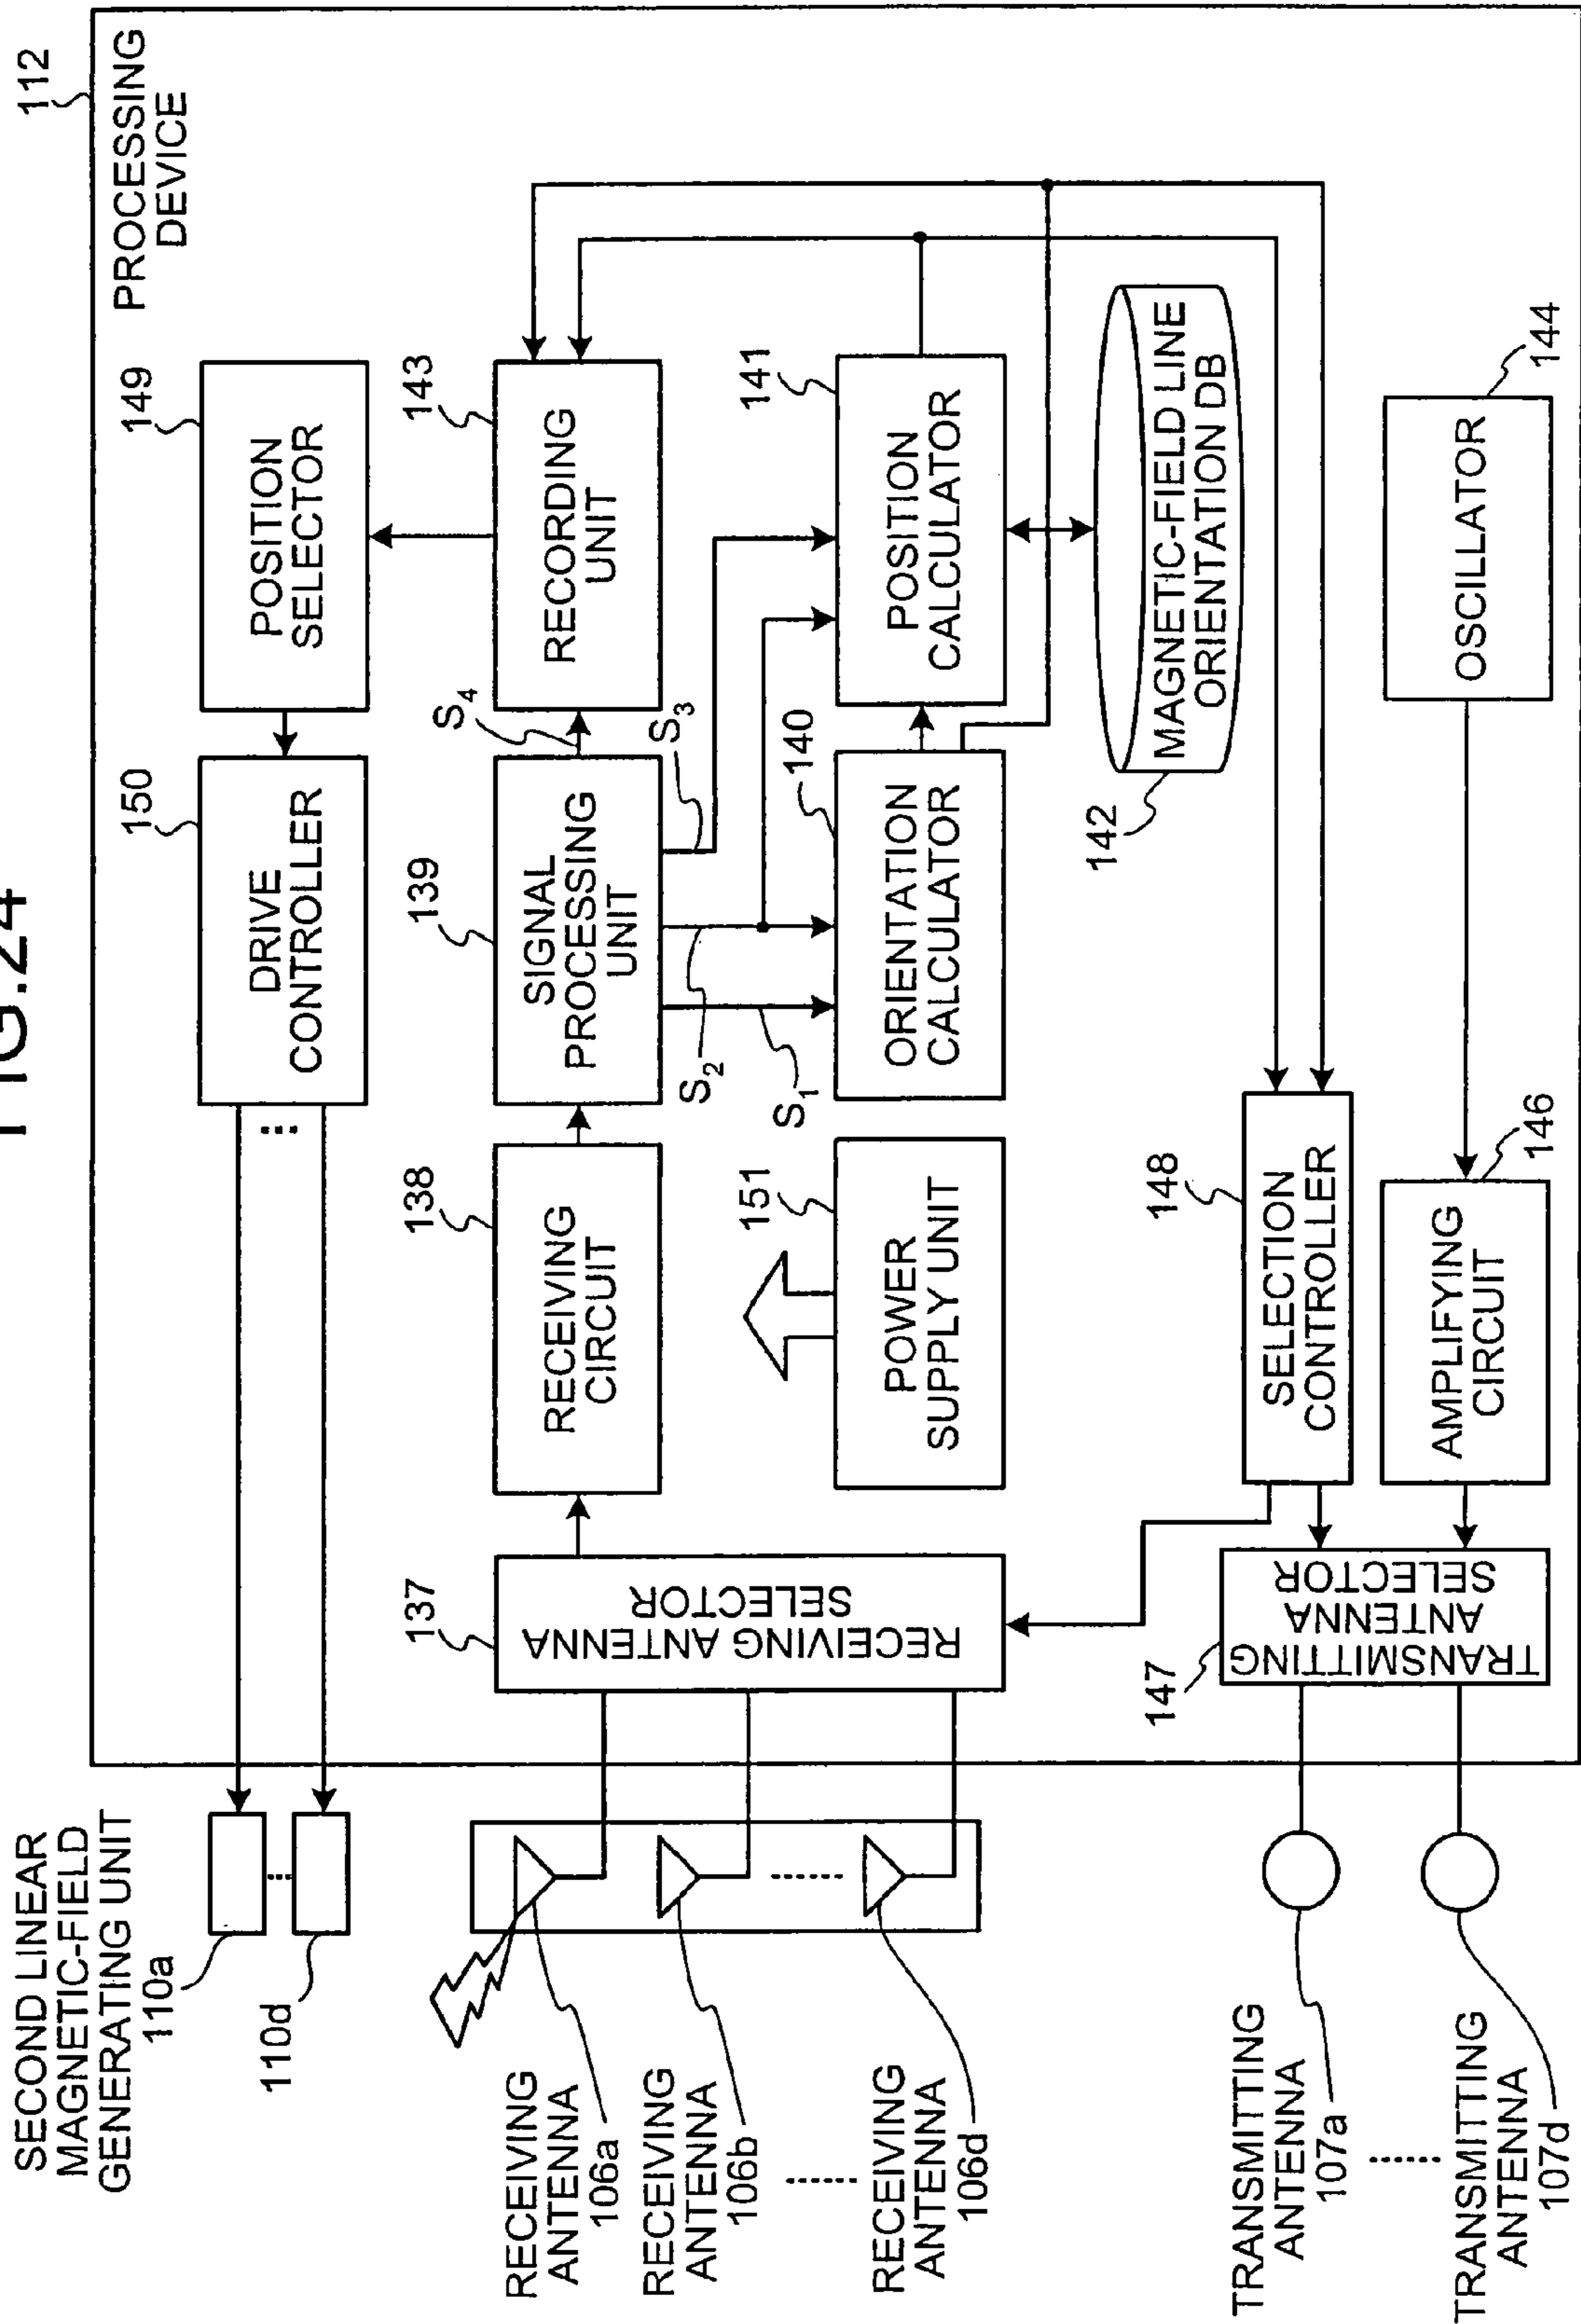 FIG.24
112
PROCESSING
DEVICE
SECOND LINEAR
MAGNETIC-FIELD
GENERATING UNIT
110a
110d
150
DRIVE
CONTROLLER
149
POSITION
SELECTOR
RECEIVING
ANTENNA
106a
RECEIVING
ANTENNA
106b
RECEIVING
ANTENNA
106d
137
RECEIVING ANTENNA
SELECTOR
138
RECEIVING
CIRCUIT
139
SIGNAL
PROCESSING
UNIT
S4
143
RECORDING
UNIT
S3
S2
S1
151
POWER
SUPPLY UNIT
140
ORIENTATION
CALCULATOR
141
POSITION
CALCULATOR
142
MAGNETIC-FIELD LINE
ORIENTATION DB
TRANSMITTING
ANTENNA
107a
TRANSMITTING
ANTENNA
107d
147
TRANSMITTING
ANTENNA
SELECTOR
148
SELECTION
CONTROLLER
146
AMPLIFYING
CIRCUIT
144
OSCILLATOR